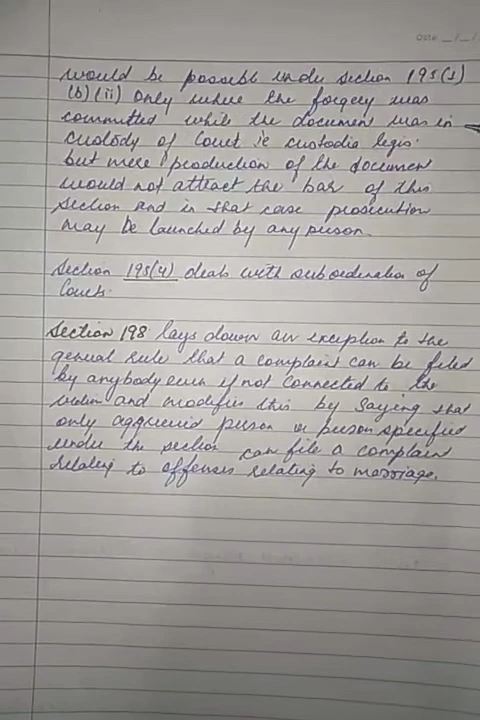 Date __/__/
would be possible under section 195(1)
(b)(ii) only where the forgery was
committed while the document was in
custody of Court ie custodia legis.
but mere production of the document
would not attract the bar of this
section and in that case prosecution
may be launched by any person.
Section 195(4) deals with subordination of
Courts.
Section 198 lays down an exception to the
general rule that a complaint can be filed
by anybody even if not connected to the
victim and modifies this by saying that
only aggrieved person or person specified
under the section can file a complain
relating to offenses relating to marriage.